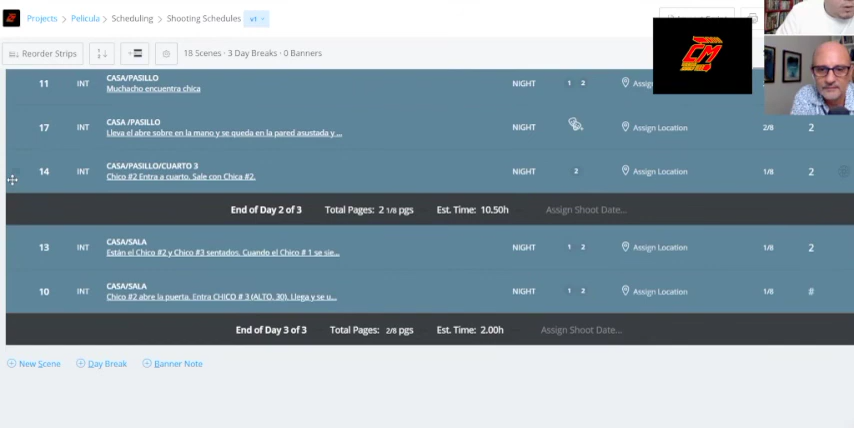 Projects > Pelicula > Scheduling > Shooting Schedules v1
Reorder Strips
18 Scenes · 3 Day Breaks · 0 Banners
CM
11 INT CASA/PASILLO NIGHT 1 2
Muchacho encuentra chica
17 INT CASA /PASILLO NIGHT Assign Location 2/8 2
Lleva el abre sobre en la mano y se queda en la pared asustada y ...
14 INT CASA/PASILLO/CUARTO 3 NIGHT 2 Assign Location 1/8 2
Chico #2 Entra a cuarto. Sale con Chica #2.
End of Day 2 of 3 Total Pages: 2 1/8 pgs Est. Time: 10.50h Assign Shoot Date...
13 INT CASA/SALA NIGHT 1 2 Assign Location 1/8 2
Están el Chico #2 y Chico #3 sentados. Cuando el Chico # 1 se sie...
10 INT CASA/SALA NIGHT 1 2 Assign Location 1/8 #
Chico #2 abre la puerta. Entra CHICO # 3 (ALTO, 30). Llega y se u...
End of Day 3 of 3 Total Pages: 2/8 pgs Est. Time: 2.00h Assign Shoot Date...
New Scene Day Break Banner Note